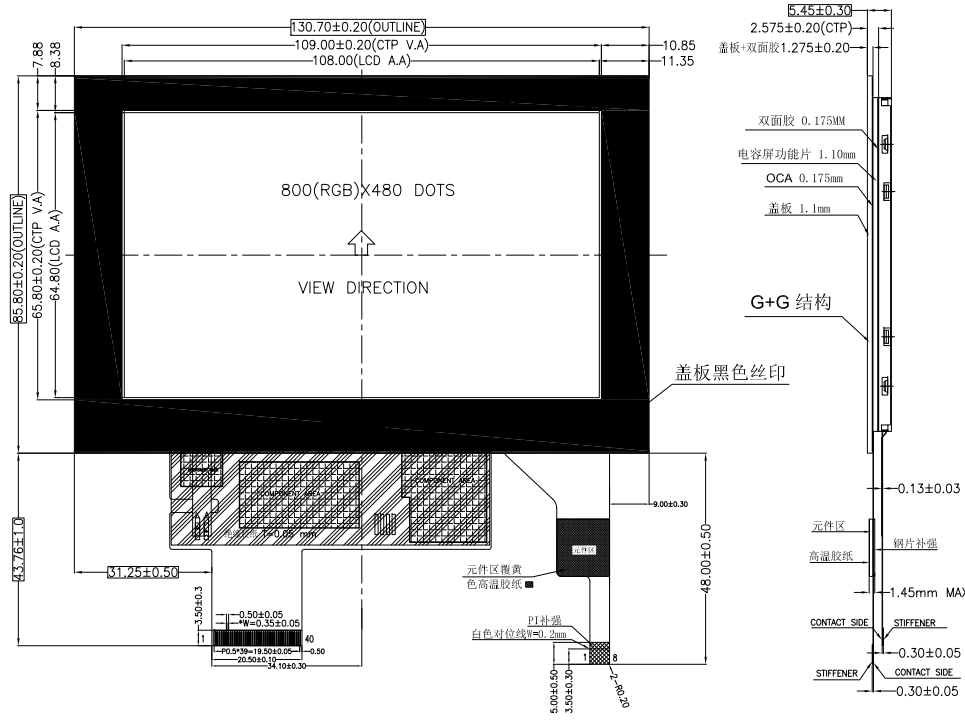 130.70±0.20(OUTLINE)
109.00±0.20(CTP V.A)
10.85
108.00(LCD A.A)
11.35
7.88
8.38
85.80±0.20(OUTLINE)
65.80±0.20(CTP V.A)
64.80(LCD A.A)
800(RGB)X480 DOTS
VIEW DIRECTION
5.45±0.30
2.575±0.20(CTP)
盖板+双面胶1.275±0.20
双面胶 0.175MM
电容屏功能片 1.10mm
OCA 0.175mm
盖板 1.1mm
G+G 结构
盖板黑色丝印
COMPONENT AREA
COMPONENT AREA
T=0.05 mm
43.76±1.0
31.25±0.50
9.00±0.30
48.00±0.50
元件区
元件区覆黄
色高温胶纸
PI补强
白色对位线W=0.2mm
1
8
2-R0.20
5.00±0.50
3.50±0.30
3.50±0.3
0.50±0.05
*W=0.35±0.05
1
40
P0.5*39=19.50±0.05
0.50
20.50±0.10
34.10±0.30
0.13±0.03
元件区
钢片补强
高温胶纸
1.45mm MAX
CONTACT SIDE
STIFFENER
0.30±0.05
STIFFENER
CONTACT SIDE
0.30±0.05